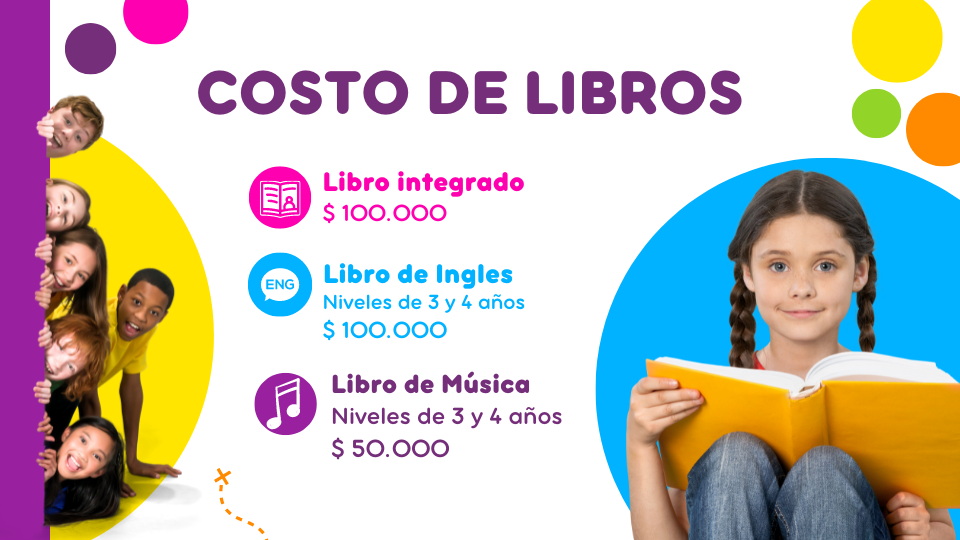 COSTO DE LIBROS
Libro integrado
$ 100.000
ENG
Libro de Ingles
Niveles de 3 y 4 años
$ 100.000
Libro de Música
Niveles de 3 y 4 años
$ 50.000